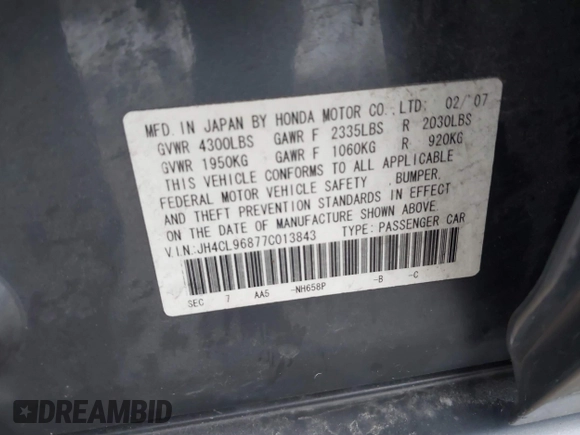 MFD. IN JAPAN BY HONDA MOTOR CO.,LTD. 02/'07
GVWR 4300LBS GAWR F 2335LBS R 2030LBS
GVWR 1950KG GAWR F 1060KG R 920KG
THIS VEHICLE CONFORMS TO ALL APPLICABLE
FEDERAL MOTOR VEHICLE SAFETY , BUMPER,
AND THEFT PREVENTION STANDARDS IN EFFECT
ON THE DATE OF MANUFACTURE SHOWN ABOVE.
V.I.N.:JH4CL96877C013843 TYPE: PASSENGER CAR
SEC 7 AA5 -NH658P -B -C
DREAMBID